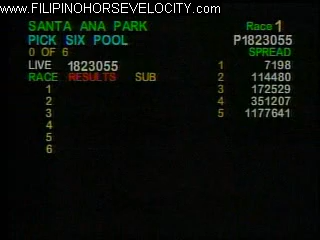 www.FILIPINOHORSEVELOCITY.COM
SANTA ANA PARK Race 1
PICK SIX POOL P1823055
0 OF 6 SPREAD
LIVE 1823055 1 7198
RACE RESULTS SUB 2 114480
1 3 172529
2 4 351207
3 5 1177641
4
5
6